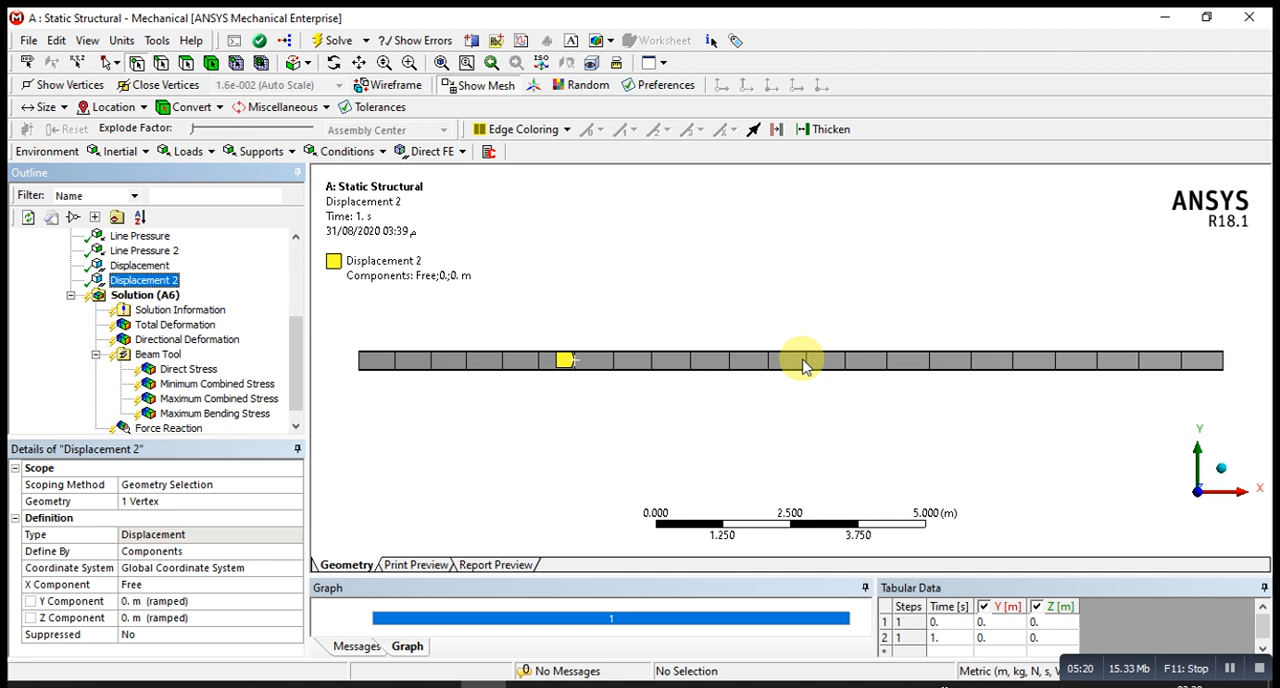 A : Static Structural - Mechanical [ANSYS Mechanical Enterprise]
File Edit View Units Tools Help Solve ?/ Show Errors Worksheet
Show Vertices Close Vertices 1.6e-002 (Auto Scale) Wireframe Show Mesh Random Preferences
Size Location Convert Miscellaneous Tolerances
Reset Explode Factor: Assembly Center Edge Coloring Thicken
Environment Inertial Loads Supports Conditions Direct FE
Outline
Filter: Name
Line Pressure
Line Pressure 2
Displacement
Displacement 2
Solution (A6)
Solution Information
Total Deformation
Directional Deformation
Beam Tool
Direct Stress
Minimum Combined Stress
Maximum Combined Stress
Maximum Bending Stress
Force Reaction
Details of "Displacement 2"
Scope
Scoping Method Geometry Selection
Geometry 1 Vertex
Definition
Type Displacement
Define By Components
Coordinate System Global Coordinate System
X Component Free
Y Component 0. m (ramped)
Z Component 0. m (ramped)
Suppressed No
A: Static Structural
Displacement 2
Time: 1. s
31/08/2020 03:39 م
Displacement 2
Components: Free;0.;0. m
ANSYS
R18.1
Y
X
0.000 2.500 5.000 (m)
1.250 3.750
Geometry Print Preview Report Preview
Graph
1
Messages Graph
Tabular Data
Steps Time [s] Y [m] Z [m]
1 1 0. 0. 0.
2 1 1. 0. 0.
*
0 No Messages No Selection Metric (m, kg, N, s, V
05:20 15.33 Mb F11: Stop